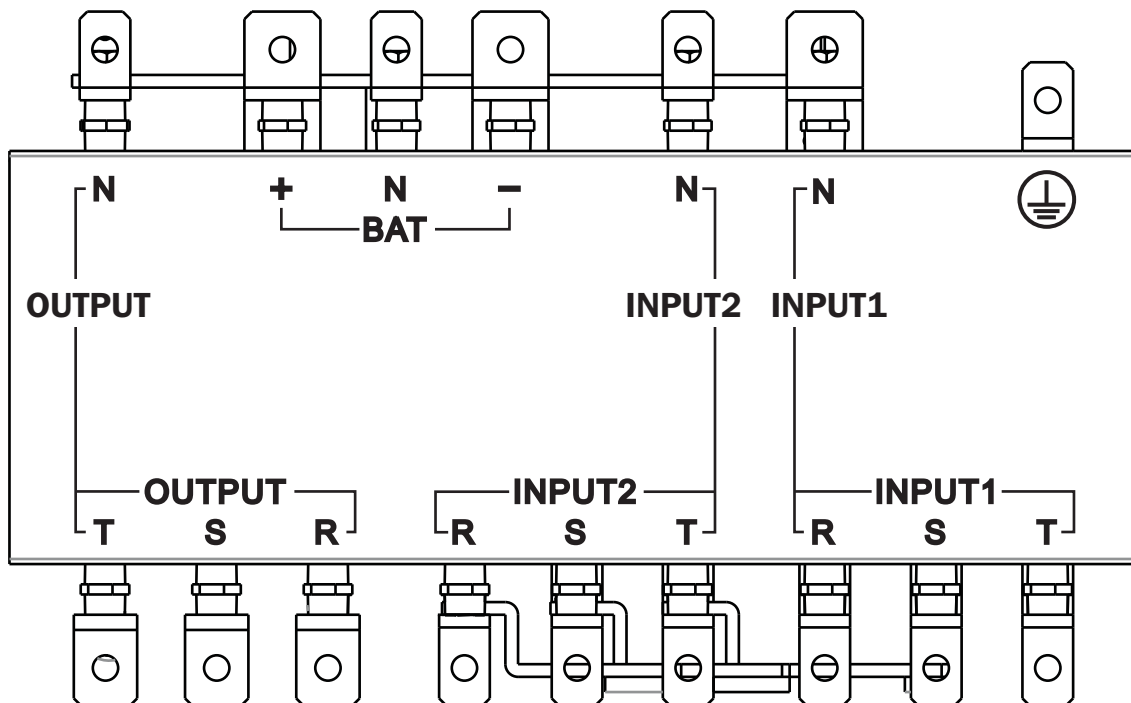 N + N − N N
BAT
OUTPUT INPUT2 INPUT1
OUTPUT INPUT2 INPUT1
T S R R S T R S T